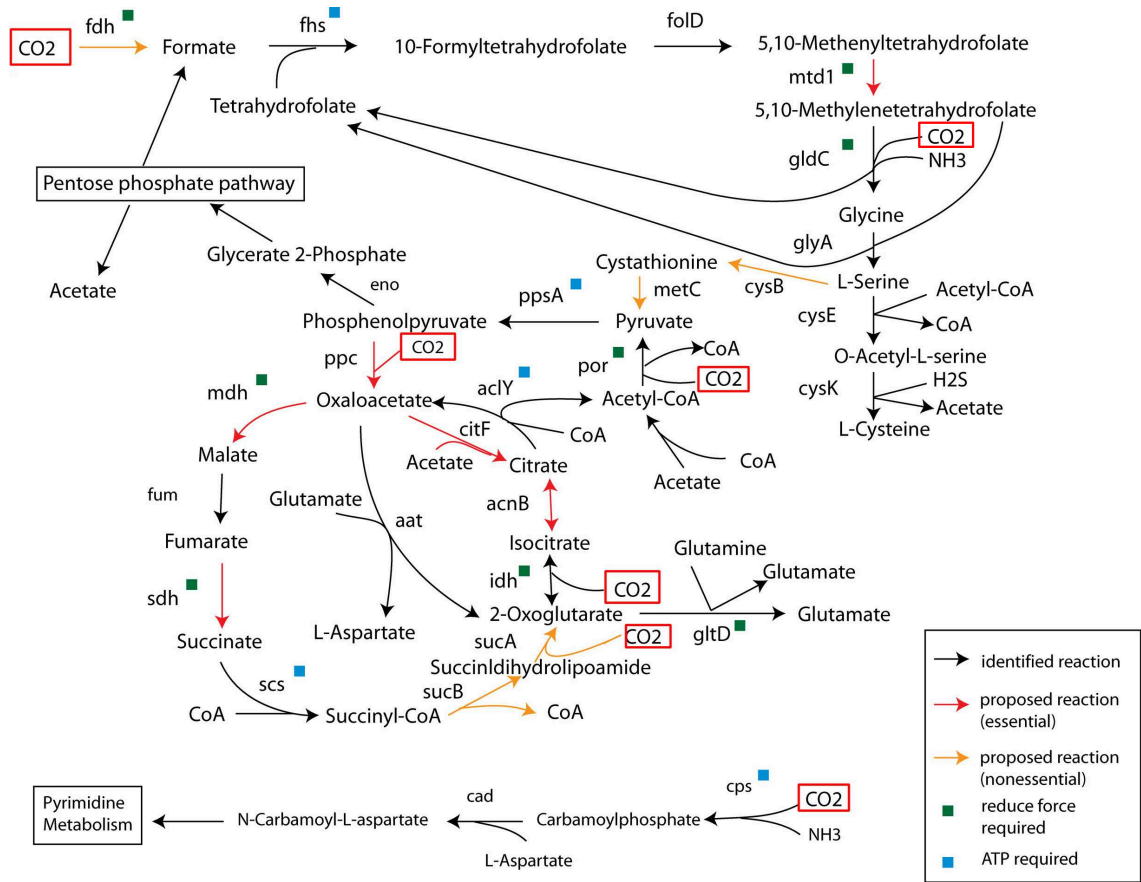 CO2
fdh
Formate
fhs
10-Formyltetrahydrofolate
folD
5,10-Methenyltetrahydrofolate
mtd1
Tetrahydrofolate
5,10-Methylenetetrahydrofolate
CO2
gldC
NH3
Pentose phosphate pathway
Glycine
glyA
Glycerate 2-Phosphate
Cystathionine
cysB
L-Serine
Acetate
eno
ppsA
metC
Acetyl-CoA
cysE
CoA
Phosphenolpyruvate
Pyruvate
ppc
CO2
por
CoA
O-Acetyl-L-serine
mdh
aclY
CO2
cysK
H2S
Oxaloacetate
Acetyl-CoA
Acetate
citF
CoA
L-Cysteine
Malate
Acetate
Citrate
CoA
Acetate
fum
Glutamate
acnB
aat
Fumarate
Isocitrate
Glutamine
Glutamate
sdh
idh
CO2
2-Oxoglutarate
Glutamate
L-Aspartate
sucA
CO2
gltD
Succinate
Succinldihydrolipoamide
scs
sucB
CoA
Succinyl-CoA
CoA
identified reaction
proposed reaction
(essential)
proposed reaction
(nonessential)
reduce force
required
ATP required
Pyrimidine
Metabolism
N-Carbamoyl-L-aspartate
cad
Carbamoylphosphate
cps
CO2
NH3
L-Aspartate